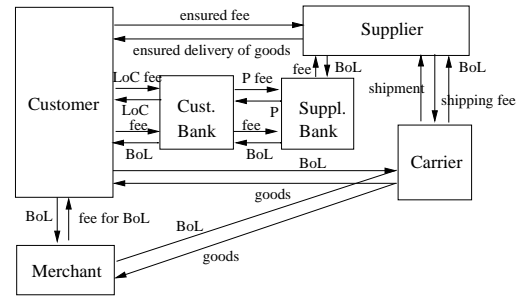 ensured fee
Supplier
ensured delivery of goods
fee
BoL
LoC fee
P fee
BoL
Customer
LoC
Cust.
Bank
P
Suppl.
Bank
shipment
shipping fee
fee
fee
BoL
BoL
BoL
Carrier
goods
BoL
fee for BoL
BoL
goods
Merchant